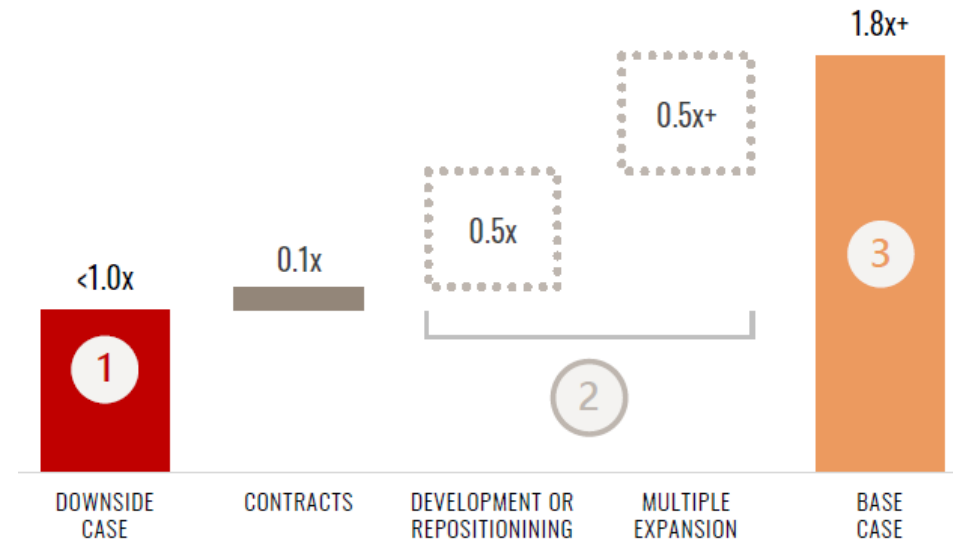 1.8x+
0.5x+
0.5x
0.1x
<1.0x
1
2
3
DOWNSIDE
CASE
CONTRACTS
DEVELOPMENT OR
REPOSITIONINING
MULTIPLE
EXPANSION
BASE
CASE